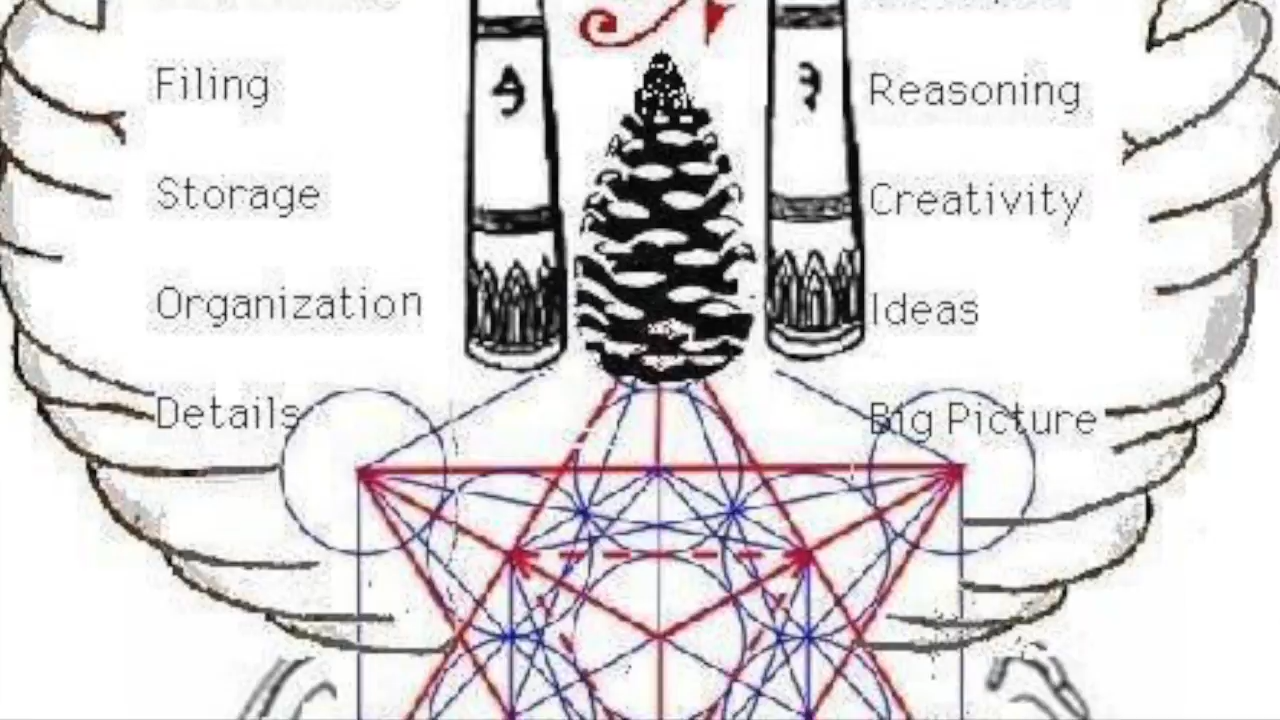 Filing
Storage
Organization
Details
Reasoning
Creativity
Ideas
Big Picture